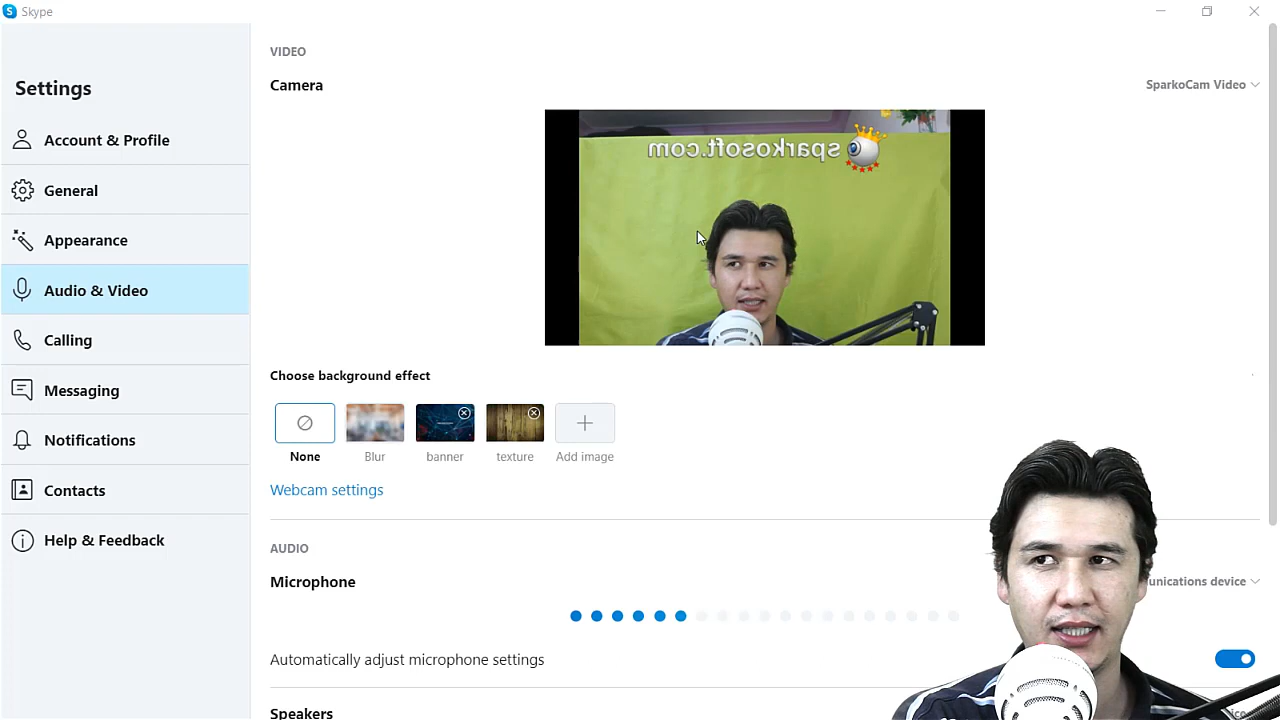 Skype
Settings
Account & Profile
General
Appearance
Audio & Video
Calling
Messaging
Notifications
Contacts
Help & Feedback
VIDEO
Camera
SparkoCam Video
sparkosoft.com
Choose background effect
None
Blur
banner
texture
Add image
Webcam settings
AUDIO
Microphone
unications device
Automatically adjust microphone settings
Speakers